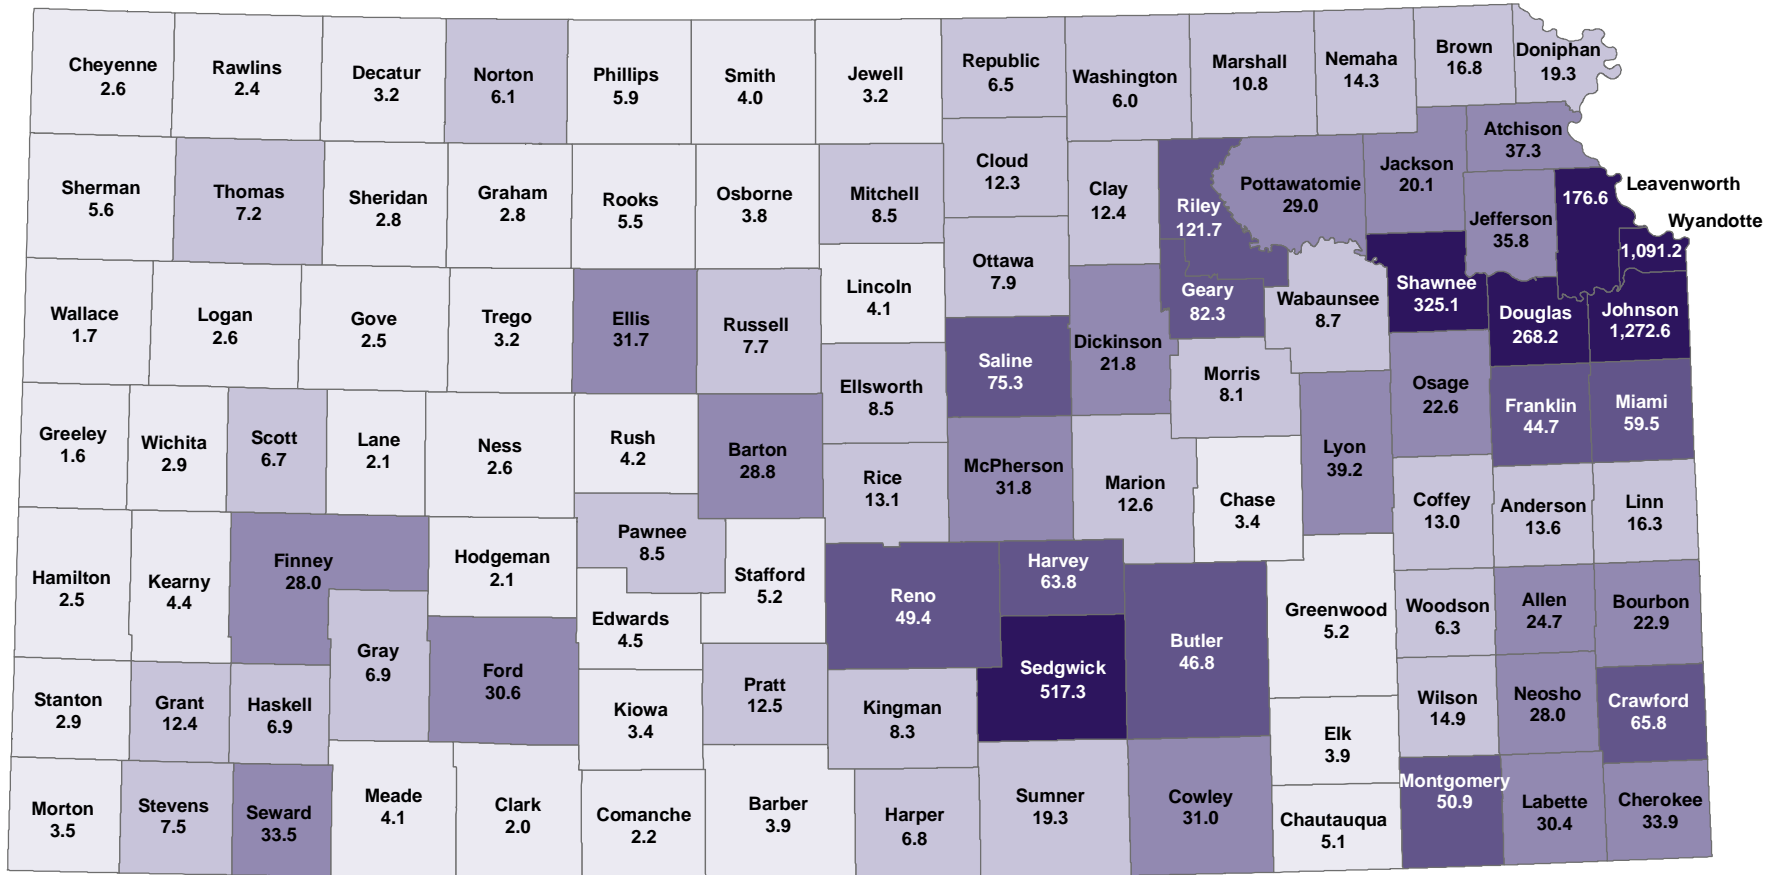 Cheyenne
2.6
Rawlins
2.4
Decatur
3.2
Norton
6.1
Phillips
5.9
Smith
4.0
Jewell
3.2
Republic
6.5
Washington
6.0
Marshall
10.8
Nemaha
14.3
Brown
16.8
Doniphan
19.3
Sherman
5.6
Thomas
7.2
Sheridan
2.8
Graham
2.8
Rooks
5.5
Osborne
3.8
Mitchell
8.5
Cloud
12.3
Clay
12.4
Riley
121.7
Pottawatomie
29.0
Jackson
20.1
Atchison
37.3
Jefferson
35.8
176.6
Leavenworth
Wyandotte
1,091.2
Wallace
1.7
Logan
2.6
Gove
2.5
Trego
3.2
Ellis
31.7
Russell
7.7
Lincoln
4.1
Ottawa
7.9
Saline
75.3
Dickinson
21.8
Geary
82.3
Wabaunsee
8.7
Shawnee
325.1
Douglas
268.2
Johnson
1,272.6
Greeley
1.6
Wichita
2.9
Scott
6.7
Lane
2.1
Ness
2.6
Rush
4.2
Barton
28.8
Ellsworth
8.5
Rice
13.1
McPherson
31.8
Marion
12.6
Morris
8.1
Chase
3.4
Lyon
39.2
Osage
22.6
Franklin
44.7
Miami
59.5
Coffey
13.0
Anderson
13.6
Linn
16.3
Hamilton
2.5
Kearny
4.4
Finney
28.0
Gray
6.9
Hodgeman
2.1
Ford
30.6
Pawnee
8.5
Edwards
4.5
Stafford
5.2
Reno
49.4
Harvey
63.8
Sedgwick
517.3
Butler
46.8
Greenwood
5.2
Woodson
6.3
Allen
24.7
Bourbon
22.9
Stanton
2.9
Grant
12.4
Haskell
6.9
Kiowa
3.4
Pratt
12.5
Kingman
8.3
Elk
3.9
Wilson
14.9
Neosho
28.0
Crawford
65.8
Morton
3.5
Stevens
7.5
Seward
33.5
Meade
4.1
Clark
2.0
Comanche
2.2
Barber
3.9
Harper
6.8
Sumner
19.3
Cowley
31.0
Chautauqua
5.1
Montgomery
50.9
Labette
30.4
Cherokee
33.9